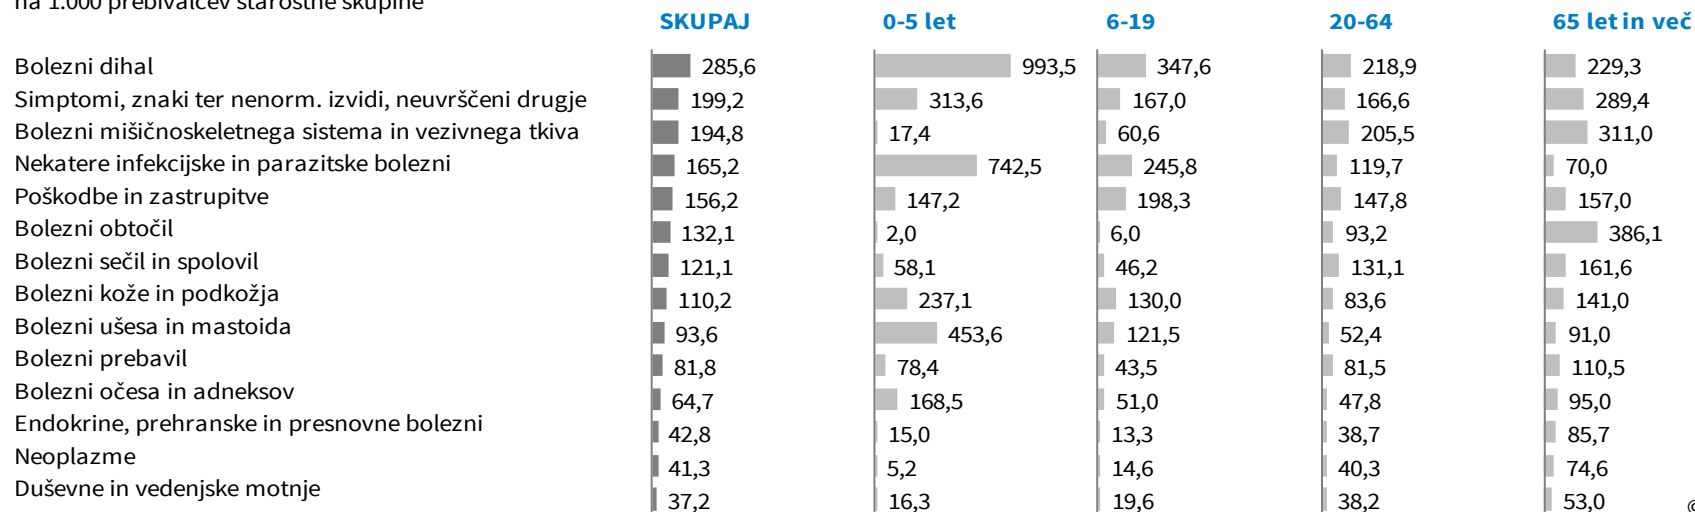 na 1.000 prebivalcev starostne skupine
SKUPAJ 0-5 let 6-19 20-64 65 let in več
Bolezni dihal 285,6 993,5 347,6 218,9 229,3
Simptomi, znaki ter nenorm. izvidi, neuvrščeni drugje 199,2 313,6 167,0 166,6 289,4
Bolezni mišičnoskeletnega sistema in vezivnega tkiva 194,8 17,4 60,6 205,5 311,0
Nekatere infekcijske in parazitske bolezni 165,2 742,5 245,8 119,7 70,0
Poškodbe in zastrupitve 156,2 147,2 198,3 147,8 157,0
Bolezni obtočil 132,1 2,0 6,0 93,2 386,1
Bolezni sečil in spolovil 121,1 58,1 46,2 131,1 161,6
Bolezni kože in podkožja 110,2 237,1 130,0 83,6 141,0
Bolezni ušesa in mastoida 93,6 453,6 121,5 52,4 91,0
Bolezni prebavil 81,8 78,4 43,5 81,5 110,5
Bolezni očesa in adneksov 64,7 168,5 51,0 47,8 95,0
Endokrine, prehranske in presnovne bolezni 42,8 15,0 13,3 38,7 85,7
Neoplazme 41,3 5,2 14,6 40,3 74,6
Duševne in vedenjske motnje 37,2 16,3 19,6 38,2 53,0
©